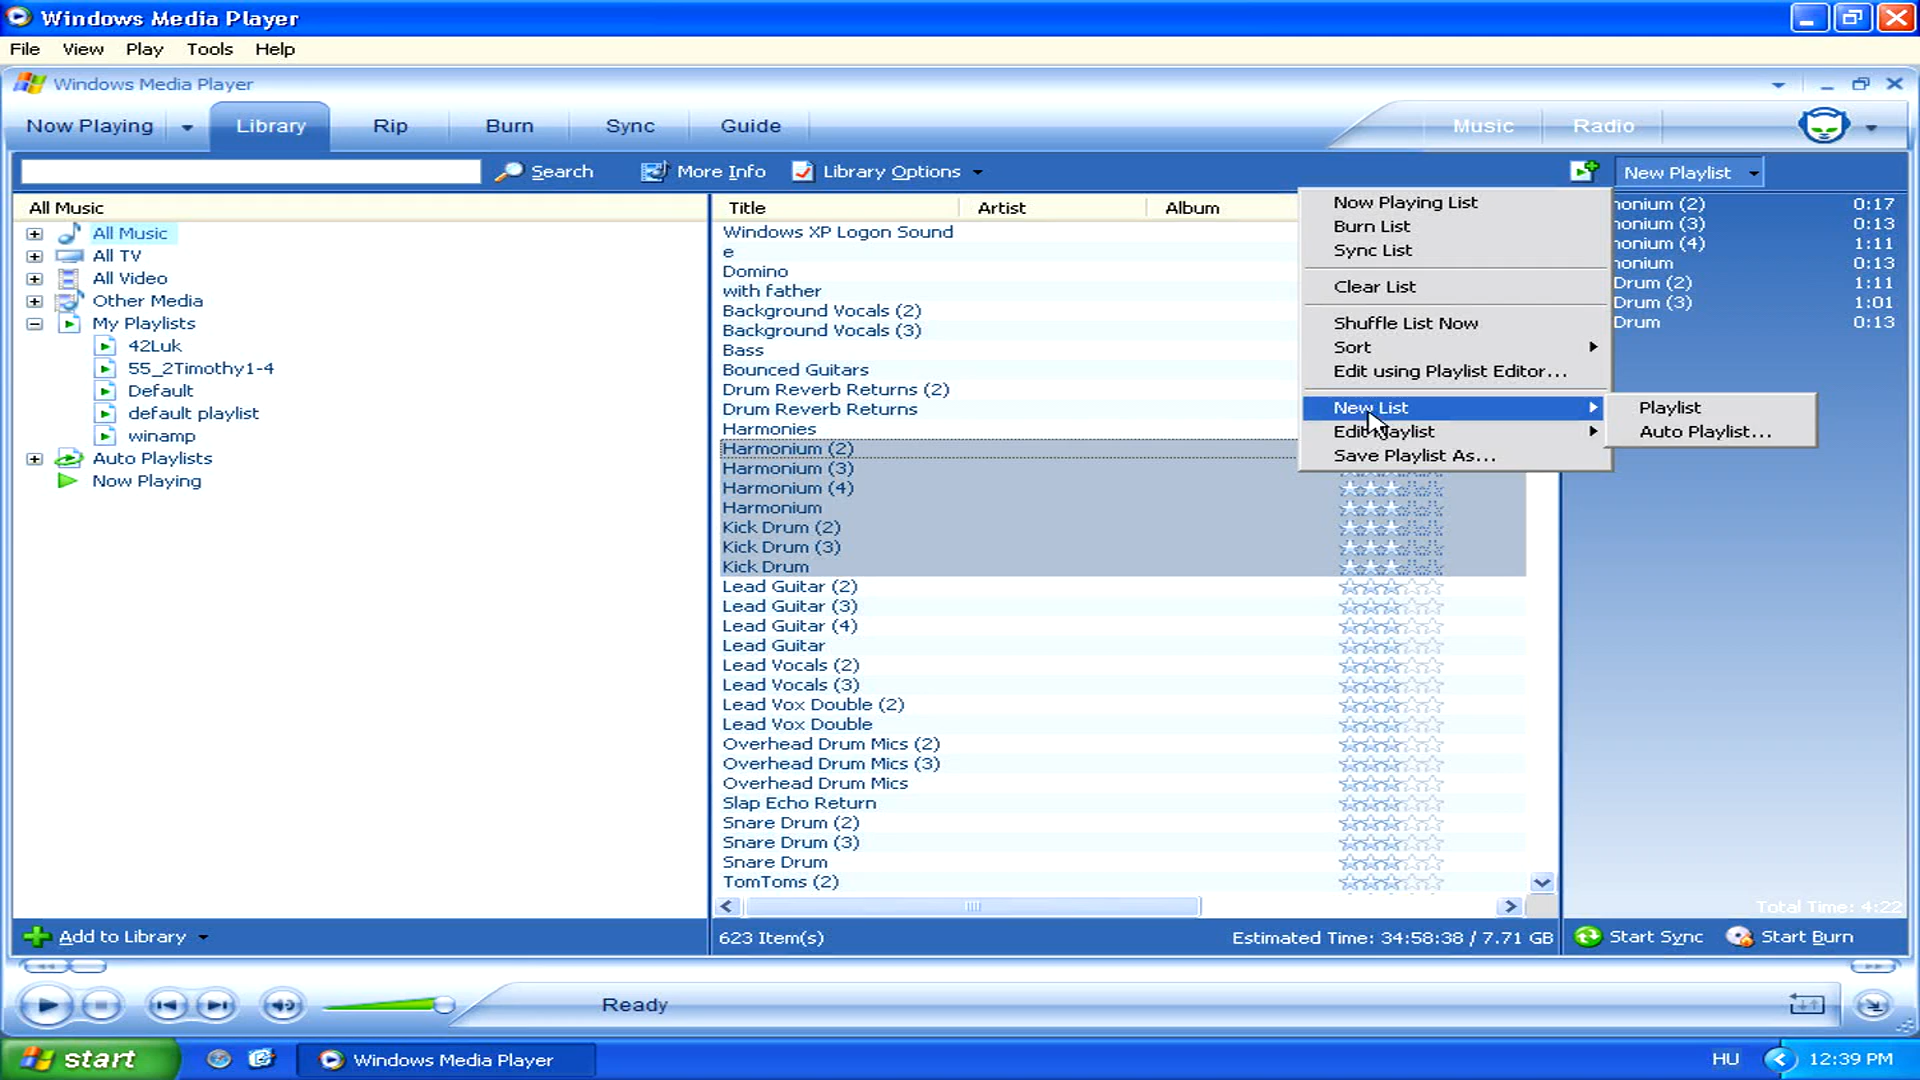 Windows Media Player
File View Play Tools Help
Windows Media Player
Now Playing Library Rip Burn Sync Guide Music Radio
Search More Info Library Options New Playlist
All Music
All Music
All TV
All Video
Other Media
My Playlists
42Luk
55_2Timothy1-4
Default
default playlist
winamp
Auto Playlists
Now Playing
Title Artist Album
Windows XP Logon Sound
e
Domino
with father
Background Vocals (2)
Background Vocals (3)
Bass
Bounced Guitars
Drum Reverb Returns (2)
Drum Reverb Returns
Harmonies
Harmonium (2)
Harmonium (3)
Harmonium (4)
Harmonium
Kick Drum (2)
Kick Drum (3)
Kick Drum
Lead Guitar (2)
Lead Guitar (3)
Lead Guitar (4)
Lead Guitar
Lead Vocals (2)
Lead Vocals (3)
Lead Vox Double (2)
Lead Vox Double
Overhead Drum Mics (2)
Overhead Drum Mics (3)
Overhead Drum Mics
Slap Echo Return
Snare Drum (2)
Snare Drum (3)
Snare Drum
TomToms (2)
Now Playing List
Burn List
Sync List
Clear List
Shuffle List Now
Sort
Edit using Playlist Editor...
New List
Edit Playlist
Save Playlist As...
Playlist
Auto Playlist...
nonium (2) 0:17
nonium (3) 0:13
nonium (4) 1:11
nonium 0:13
Drum (2) 1:11
Drum (3) 1:01
Drum 0:13
Total Time: 4:22
Add to Library 623 Item(s) Estimated Time: 34:58:38 / 7.71 GB Start Sync Start Burn
Ready
start Windows Media Player HU 12:39 PM